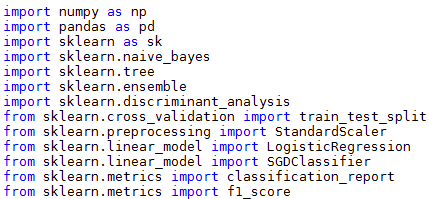 import numpy as np
import pandas as pd
import sklearn as sk
import sklearn.naive_bayes
import sklearn.tree
import sklearn.ensemble
import sklearn.discriminant_analysis
from sklearn.cross_validation import train_test_split
from sklearn.preprocessing import StandardScaler
from sklearn.linear_model import LogisticRegression
from sklearn.linear_model import SGDClassifier
from sklearn.metrics import classification_report
from sklearn.metrics import f1_score